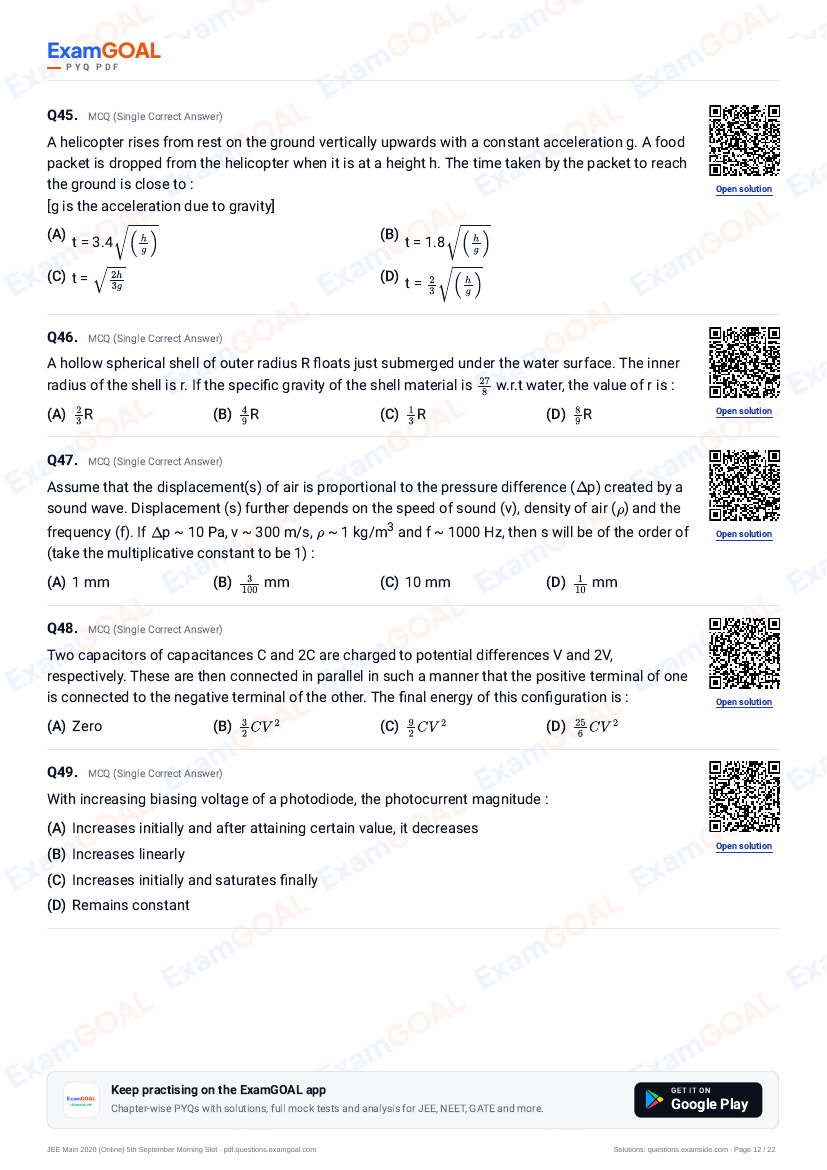 ExamGOAL
PYQ PDF
Q45. MCQ (Single Correct Answer)
A helicopter rises from rest on the ground vertically upwards with a constant acceleration g. A food
packet is dropped from the helicopter when it is at a height h. The time taken by the packet to reach
the ground is close to :
[g is the acceleration due to gravity]
(A) t = 3.4√(h/g) (B) t = 1.8√(h/g)
(C) t = √(2h/3g) (D) t = 2/3 √(h/g)
Open solution
Q46. MCQ (Single Correct Answer)
A hollow spherical shell of outer radius R floats just submerged under the water surface. The inner
radius of the shell is r. If the specific gravity of the shell material is 27/8 w.r.t water, the value of r is :
(A) 2/3 R (B) 4/9 R (C) 1/3 R (D) 8/9 R
Open solution
Q47. MCQ (Single Correct Answer)
Assume that the displacement(s) of air is proportional to the pressure difference (Δp) created by a
sound wave. Displacement (s) further depends on the speed of sound (v), density of air (ρ) and the
frequency (f). If Δp ~ 10 Pa, v ~ 300 m/s, ρ ~ 1 kg/m³ and f ~ 1000 Hz, then s will be of the order of
(take the multiplicative constant to be 1) :
(A) 1 mm (B) 3/100 mm (C) 10 mm (D) 1/10 mm
Open solution
Q48. MCQ (Single Correct Answer)
Two capacitors of capacitances C and 2C are charged to potential differences V and 2V,
respectively. These are then connected in parallel in such a manner that the positive terminal of one
is connected to the negative terminal of the other. The final energy of this configuration is :
(A) Zero (B) 3/2 CV² (C) 9/2 CV² (D) 25/6 CV²
Open solution
Q49. MCQ (Single Correct Answer)
With increasing biasing voltage of a photodiode, the photocurrent magnitude :
(A) Increases initially and after attaining certain value, it decreases
(B) Increases linearly
(C) Increases initially and saturates finally
(D) Remains constant
Open solution
ExamGOAL
Keep practising on the ExamGOAL app
Chapter-wise PYQs with solutions, full mock tests and analysis for JEE, NEET, GATE and more.
GET IT ON
Google Play
JEE Main 2020 (Online) 5th September Morning Slot · pdf.questions.examgoal.com
Solutions: questions.examside.com · Page 12 / 22